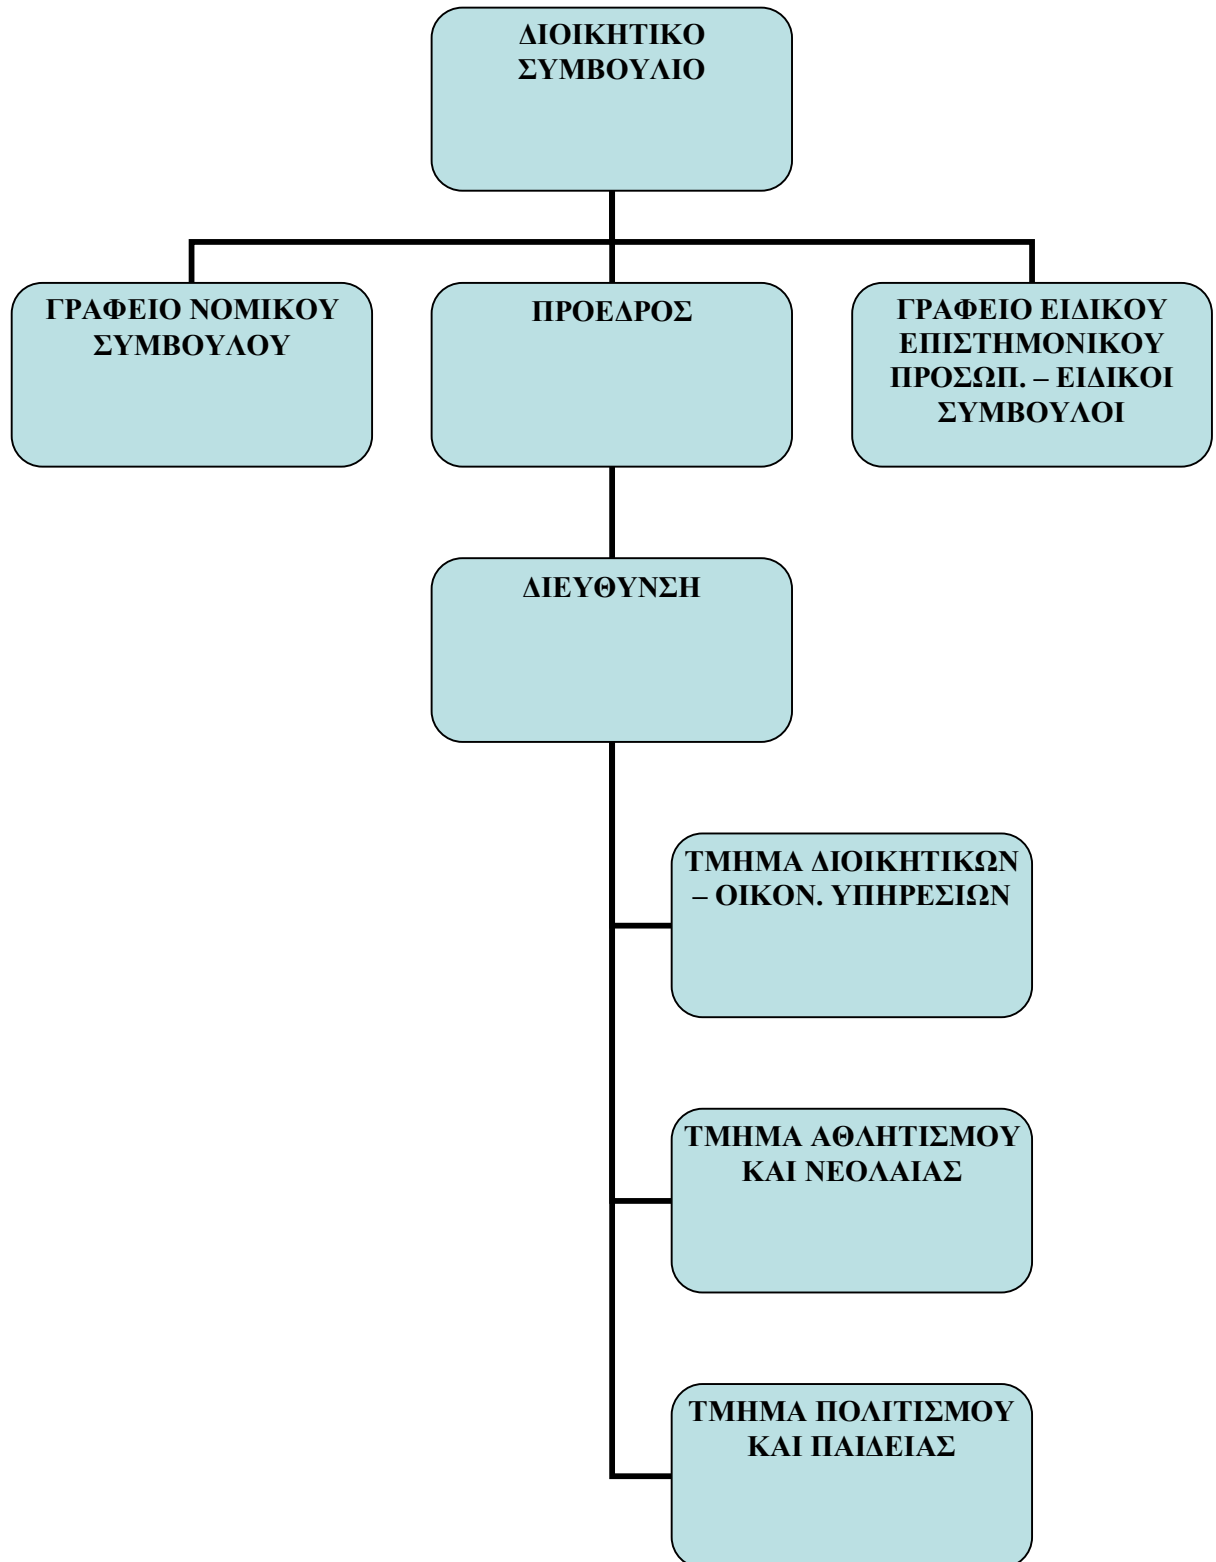 ΔΙΟΙΚΗΤΙΚΟ
ΣΥΜΒΟΥΛΙΟ
ΓΡΑΦΕΙΟ ΝΟΜΙΚΟΥ
ΣΥΜΒΟΥΛΟΥ
ΠΡΟΕΔΡΟΣ
ΓΡΑΦΕΙΟ ΕΙΔΙΚΟΥ
ΕΠΙΣΤΗΜΟΝΙΚΟΥ
ΠΡΟΣΩΠ. – ΕΙΔΙΚΟΙ
ΣΥΜΒΟΥΛΟΙ
ΔΙΕΥΘΥΝΣΗ
ΤΜΗΜΑ ΔΙΟΙΚΗΤΙΚΩΝ
– ΟΙΚΟΝ. ΥΠΗΡΕΣΙΩΝ
ΤΜΗΜΑ ΑΘΛΗΤΙΣΜΟΥ
ΚΑΙ ΝΕΟΛΑΙΑΣ
ΤΜΗΜΑ ΠΟΛΙΤΙΣΜΟΥ
ΚΑΙ ΠΑΙΔΕΙΑΣ